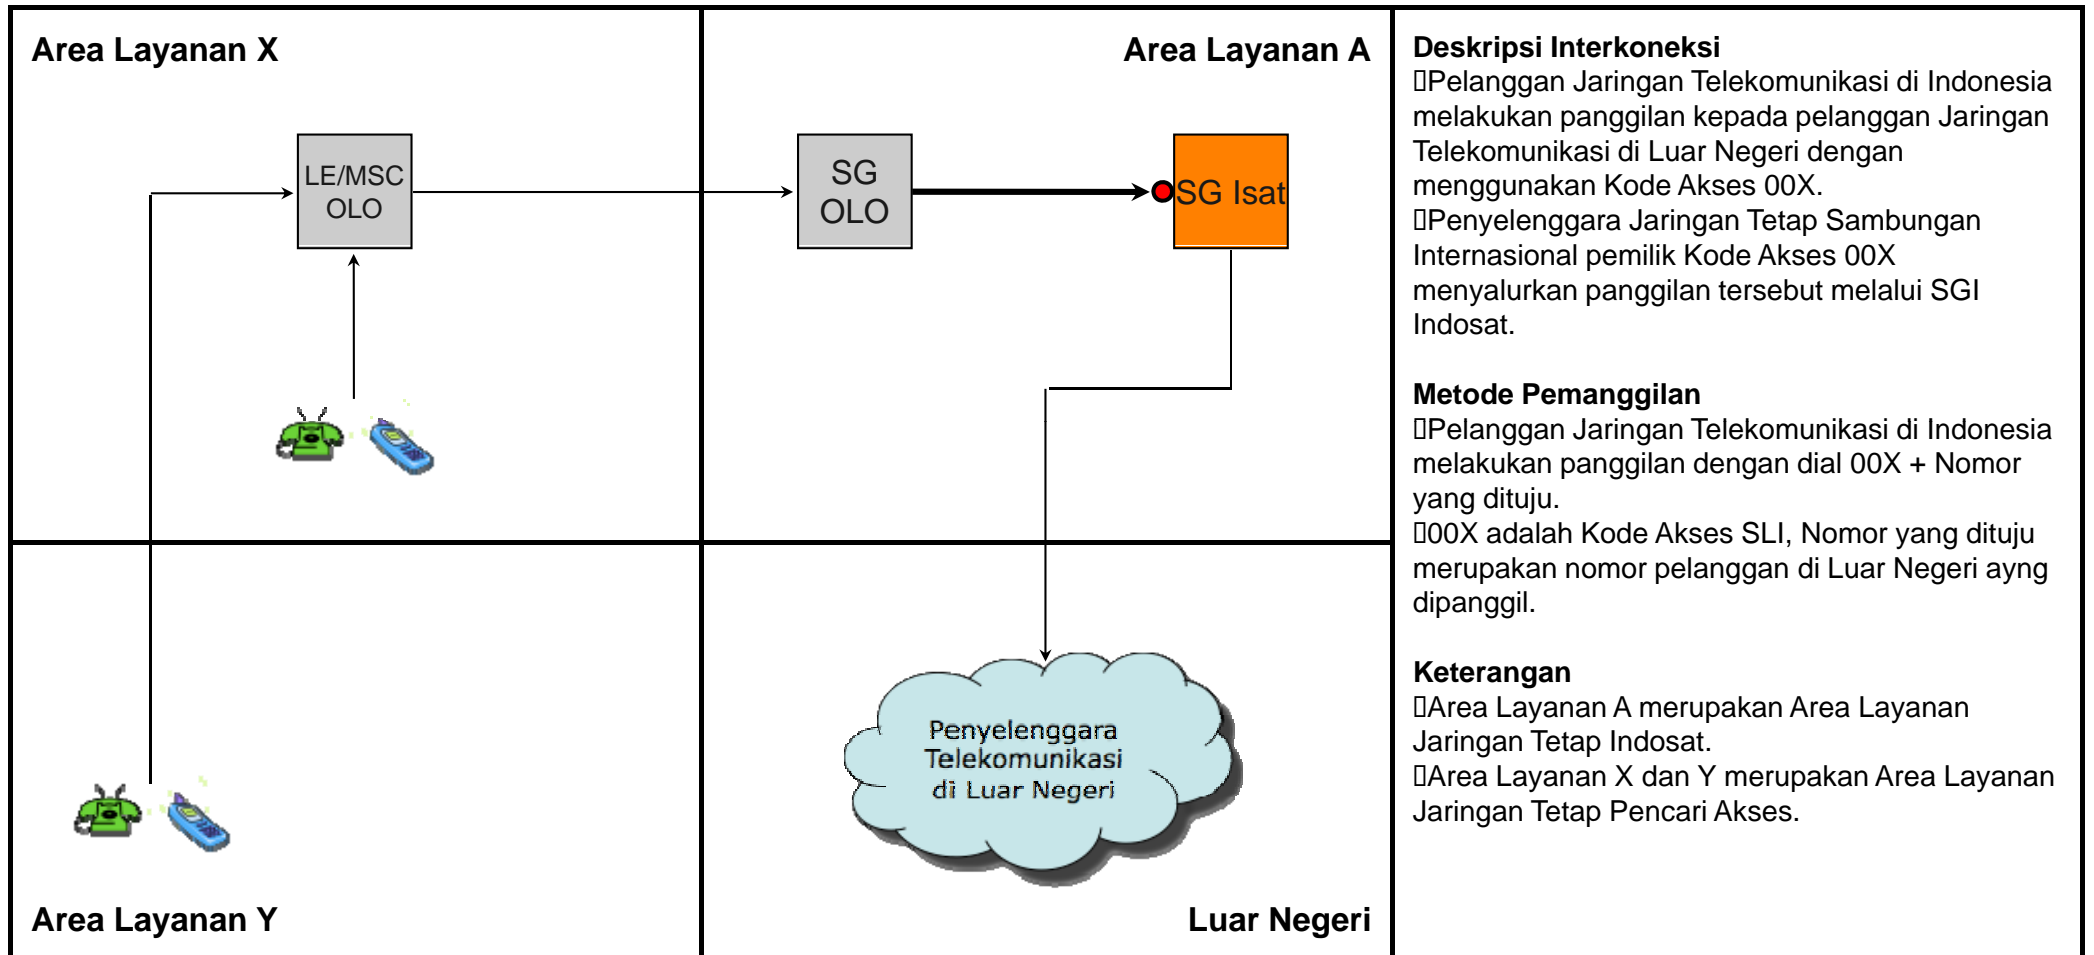 Area Layanan X
Area Layanan A
LE/MSC
OLO
SG
OLO
SG Isat
Penyelenggara
Telekomunikasi
di Luar Negeri
Area Layanan Y
Luar Negeri
Deskripsi Interkoneksi
▯Pelanggan Jaringan Telekomunikasi di Indonesia
melakukan panggilan kepada pelanggan Jaringan
Telekomunikasi di Luar Negeri dengan
menggunakan Kode Akses 00X.
▯Penyelenggara Jaringan Tetap Sambungan
Internasional pemilik Kode Akses 00X
menyalurkan panggilan tersebut melalui SGI
Indosat.
Metode Pemanggilan
▯Pelanggan Jaringan Telekomunikasi di Indonesia
melakukan panggilan dengan dial 00X + Nomor
yang dituju.
▯00X adalah Kode Akses SLI, Nomor yang dituju
merupakan nomor pelanggan di Luar Negeri ayng
dipanggil.
Keterangan
▯Area Layanan A merupakan Area Layanan
Jaringan Tetap Indosat.
▯Area Layanan X dan Y merupakan Area Layanan
Jaringan Tetap Pencari Akses.